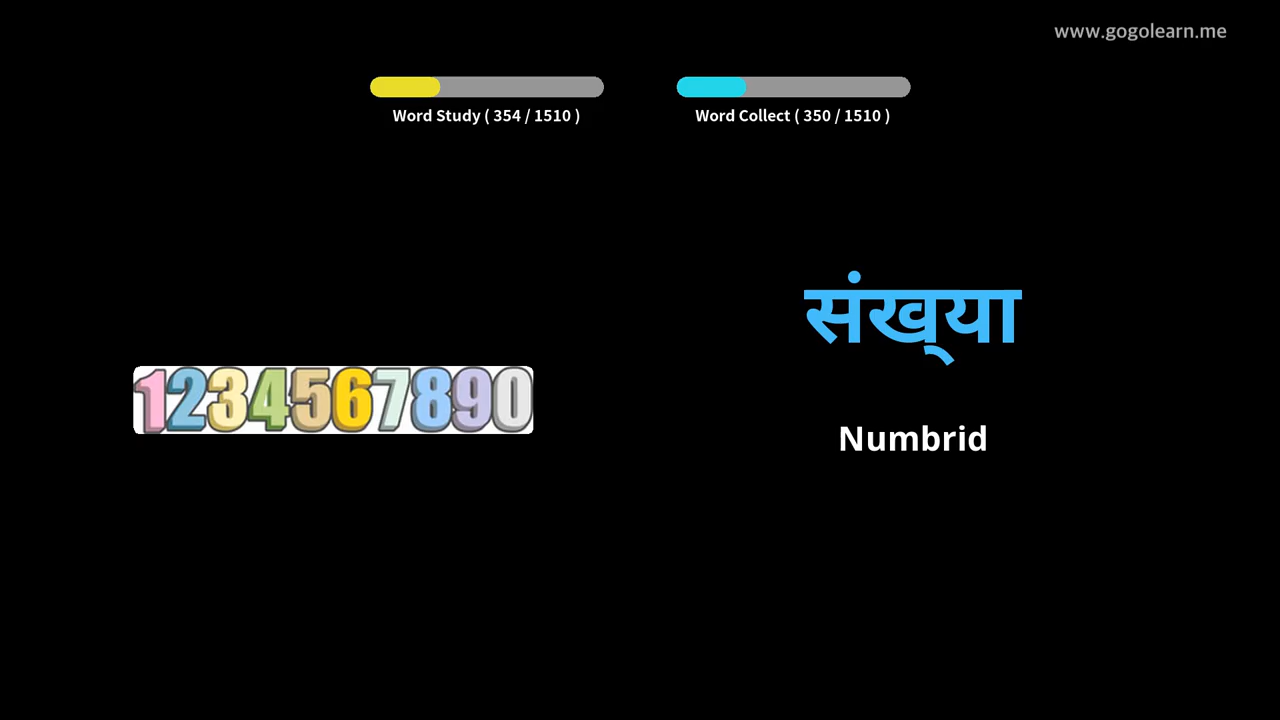 www.gogolearn.me
Word Study ( 354 / 1510 )
Word Collect ( 350 / 1510 )
संख्‌या
1234567890
Numbrid